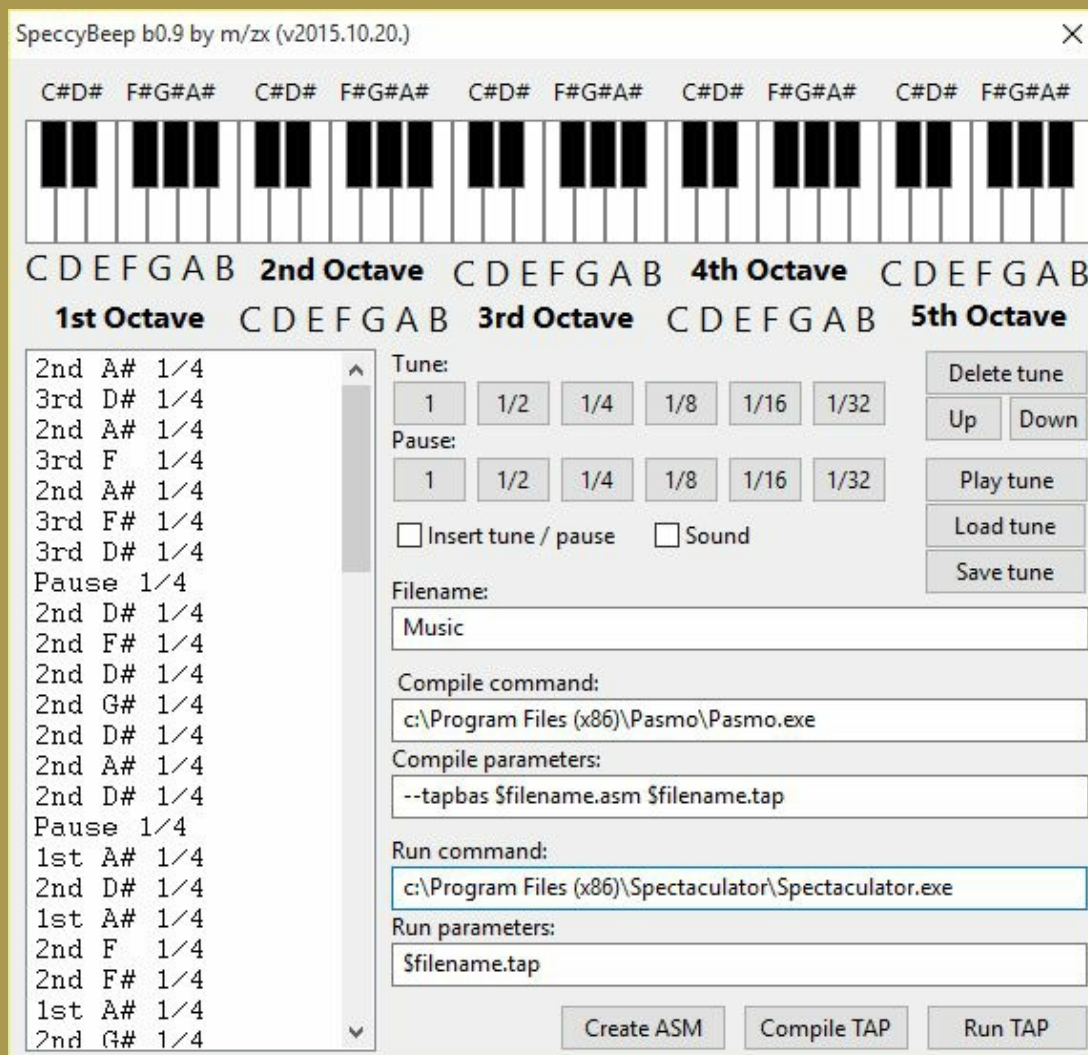 SpeccyBeep b0.9 by m/zx (v2015.10.20.)
C#D# F#G#A# C#D# F#G#A# C#D# F#G#A# C#D# F#G#A# C#D# F#G#A#
C D E F G A B 2nd Octave C D E F G A B 4th Octave C D E F G A B
1st Octave C D E F G A B 3rd Octave C D E F G A B 5th Octave
2nd A# 1/4
3rd D# 1/4
2nd A# 1/4
3rd F 1/4
2nd A# 1/4
3rd F# 1/4
3rd D# 1/4
Pause 1/4
2nd D# 1/4
2nd F# 1/4
2nd D# 1/4
2nd G# 1/4
2nd D# 1/4
2nd A# 1/4
2nd D# 1/4
Pause 1/4
1st A# 1/4
2nd D# 1/4
1st A# 1/4
2nd F 1/4
2nd F# 1/4
1st A# 1/4
2nd G# 1/4
Tune:
1 1/2 1/4 1/8 1/16 1/32
Pause:
1 1/2 1/4 1/8 1/16 1/32
Insert tune / pause Sound
Delete tune
Up Down
Play tune
Load tune
Save tune
Filename:
Music
Compile command:
c:\Program Files (x86)\Pasmo\Pasmo.exe
Compile parameters:
--tapbas $filename.asm $filename.tap
Run command:
c:\Program Files (x86)\Spectaculator\Spectaculator.exe
Run parameters:
$filename.tap
Create ASM Compile TAP Run TAP